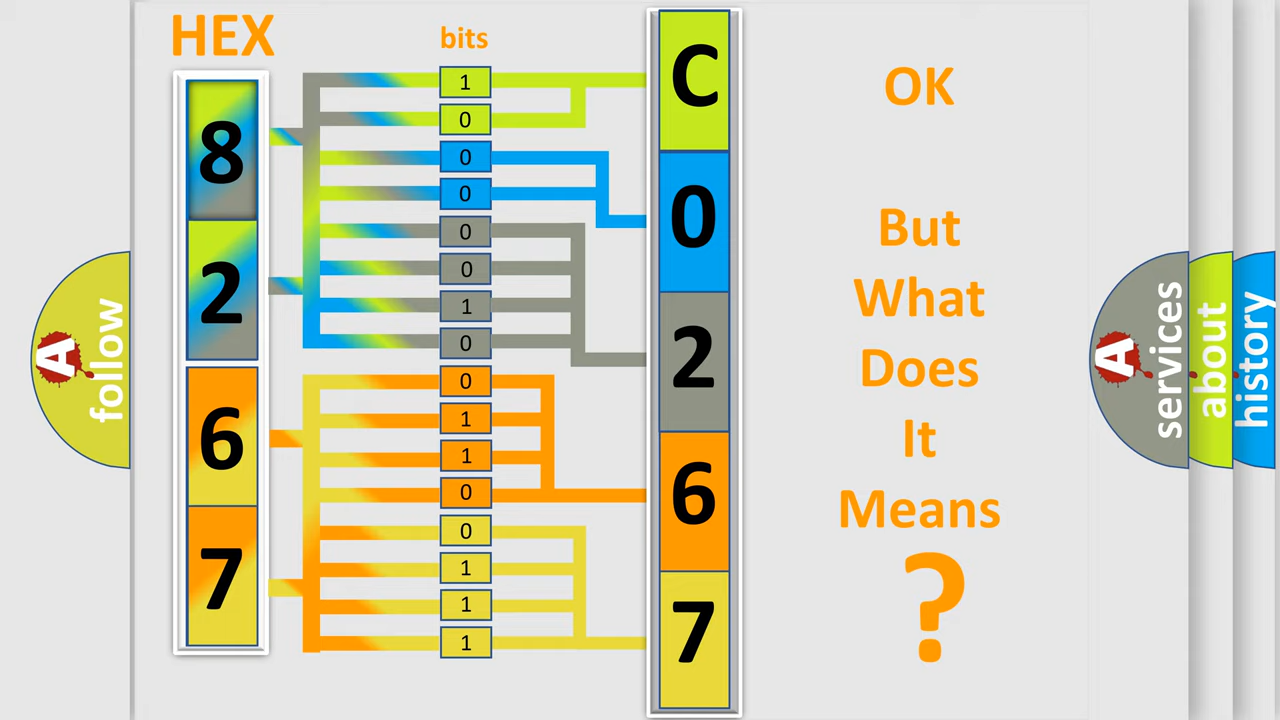 HEX
bits
8
2
6
7
1
0
0
0
0
0
1
0
0
1
1
0
0
1
1
1
C
0
2
6
7
OK
But
What
Does
It
Means
?
A
follow
A
services
about
history